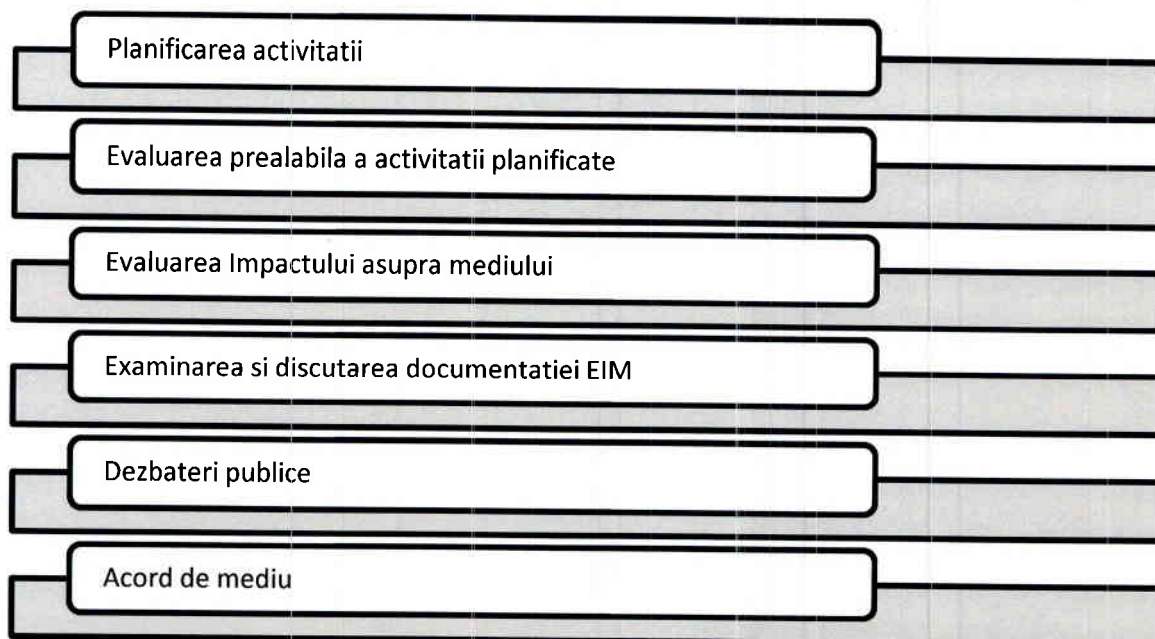 Planificarea activitatii
Evaluarea prealabila a activitatii planificate
Evaluarea Impactului asupra mediului
Examinarea si discutarea documentatiei EIM
Dezbateri publice
Acord de mediu